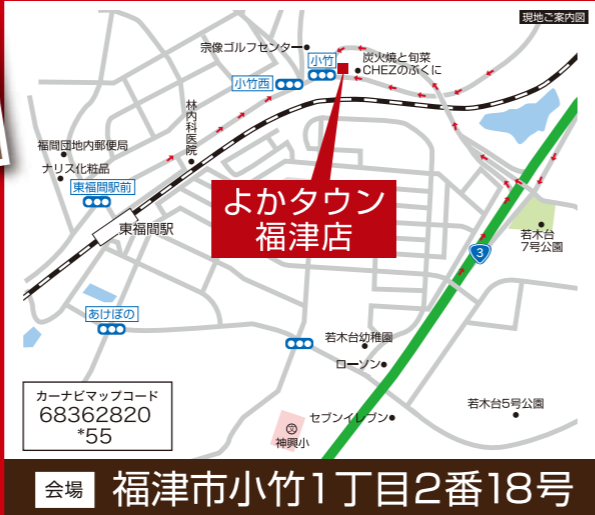 現地ご案内図
宗像ゴルフセンター
小竹
炭火焼と旬菜
CHEZのぶくに
小竹西
林内科医院
福間団地内郵便局
ナリス化粧品
東福間駅前
東福間駅
よかタウン
福津店
3
若木台
7号公園
あけぼの
若木台幼稚園
ローソン
カーナビマップコード
68362820
*55
若木台5号公園
セブンイレブン
文
神興小
会場 福津市小竹1丁目2番18号